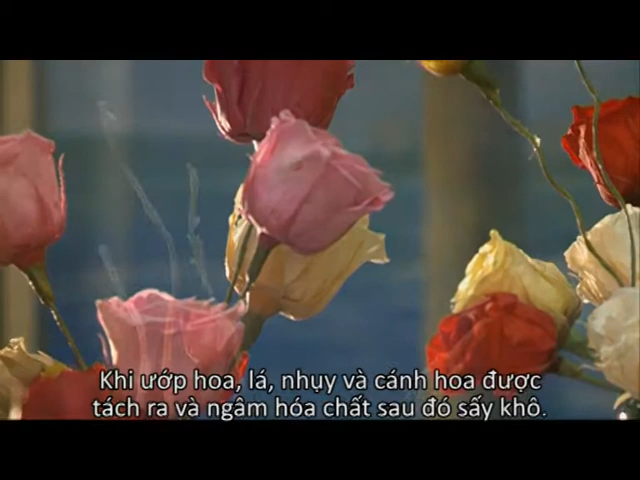 Khi ướp hoa, lá, nhụy và cánh hoa được
tách ra và ngâm hóa chất sau đó sấy khô.